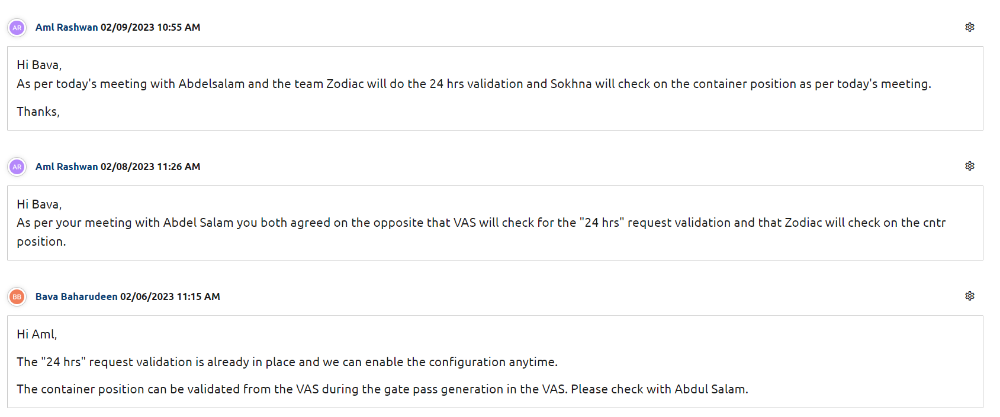 AR Aml Rashwan 02/09/2023 10:55 AM
Hi Bava,
As per today's meeting with Abdelsalam and the team Zodiac will do the 24 hrs validation and Sokhna will check on the container position as per today's meeting.
Thanks,
AR Aml Rashwan 02/08/2023 11:26 AM
Hi Bava,
As per your meeting with Abdel Salam you both agreed on the opposite that VAS will check for the "24 hrs" request validation and that Zodiac will check on the cntr
position.
BB Bava Baharudeen 02/06/2023 11:15 AM
Hi Aml,
The "24 hrs" request validation is already in place and we can enable the configuration anytime.
The container position can be validated from the VAS during the gate pass generation in the VAS. Please check with Abdul Salam.